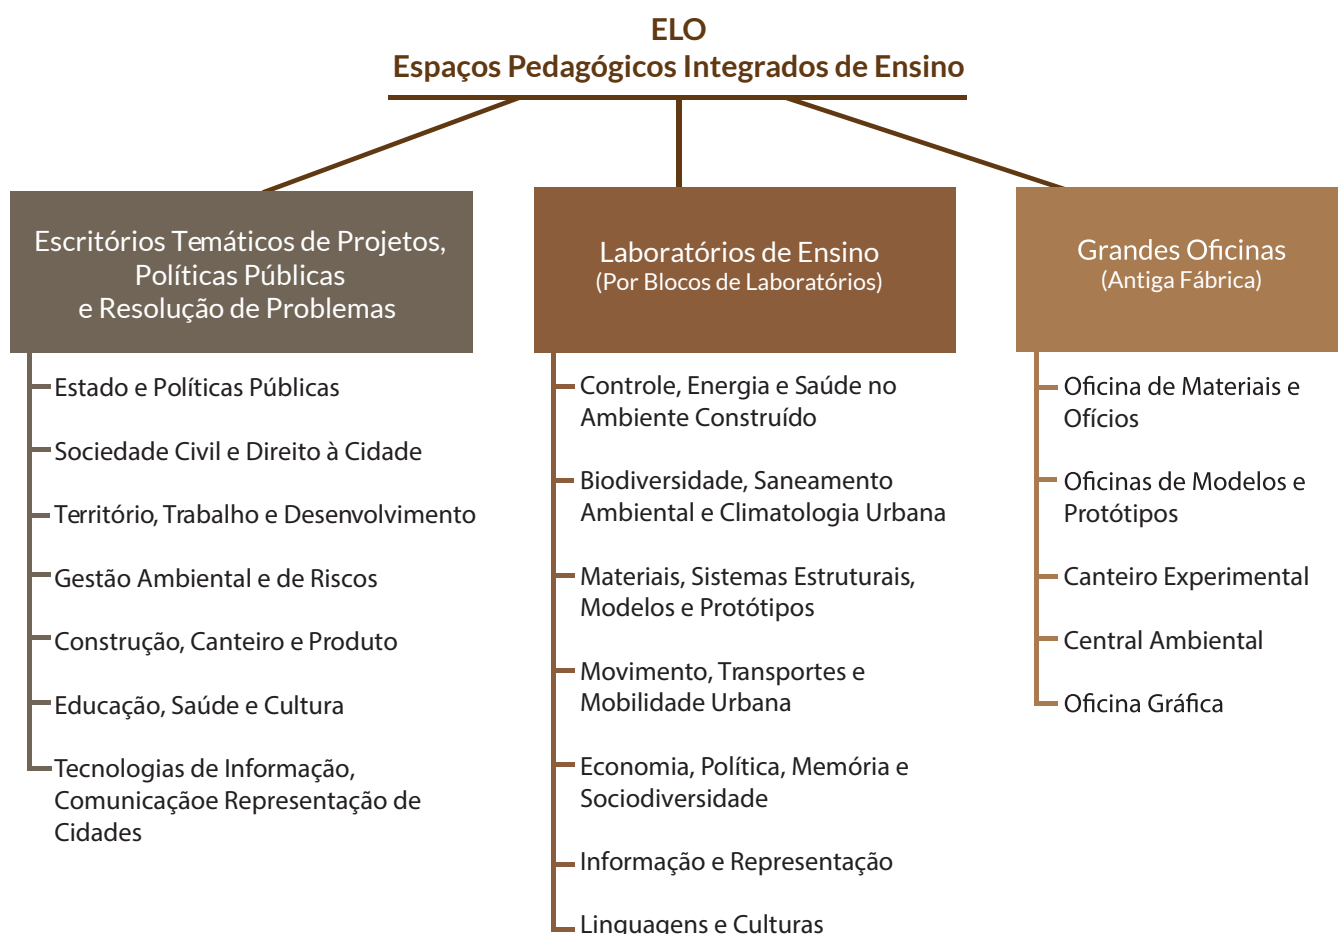 ELO
Espaços Pedagógicos Integrados de Ensino
Escritórios Temáticos de Projetos,
Políticas Públicas
e Resolução de Problemas
Estado e Políticas Públicas
Sociedade Civil e Direito à Cidade
Território, Trabalho e Desenvolvimento
Gestão Ambiental e de Riscos
Construção, Canteiro e Produto
Educação, Saúde e Cultura
Tecnologias de Informação,
Comunicaçãoe Representação de
Cidades
Laboratórios de Ensino
(Por Blocos de Laboratórios)
Controle, Energia e Saúde no
Ambiente Construído
Biodiversidade, Saneamento
Ambiental e Climatologia Urbana
Materiais, Sistemas Estruturais,
Modelos e Protótipos
Movimento, Transportes e
Mobilidade Urbana
Economia, Política, Memória e
Sociodiversidade
Informação e Representação
Linguagens e Culturas
Grandes Oficinas
(Antiga Fábrica)
Oficina de Materiais e
Ofícios
Oficinas de Modelos e
Protótipos
Canteiro Experimental
Central Ambiental
Oficina Gráfica